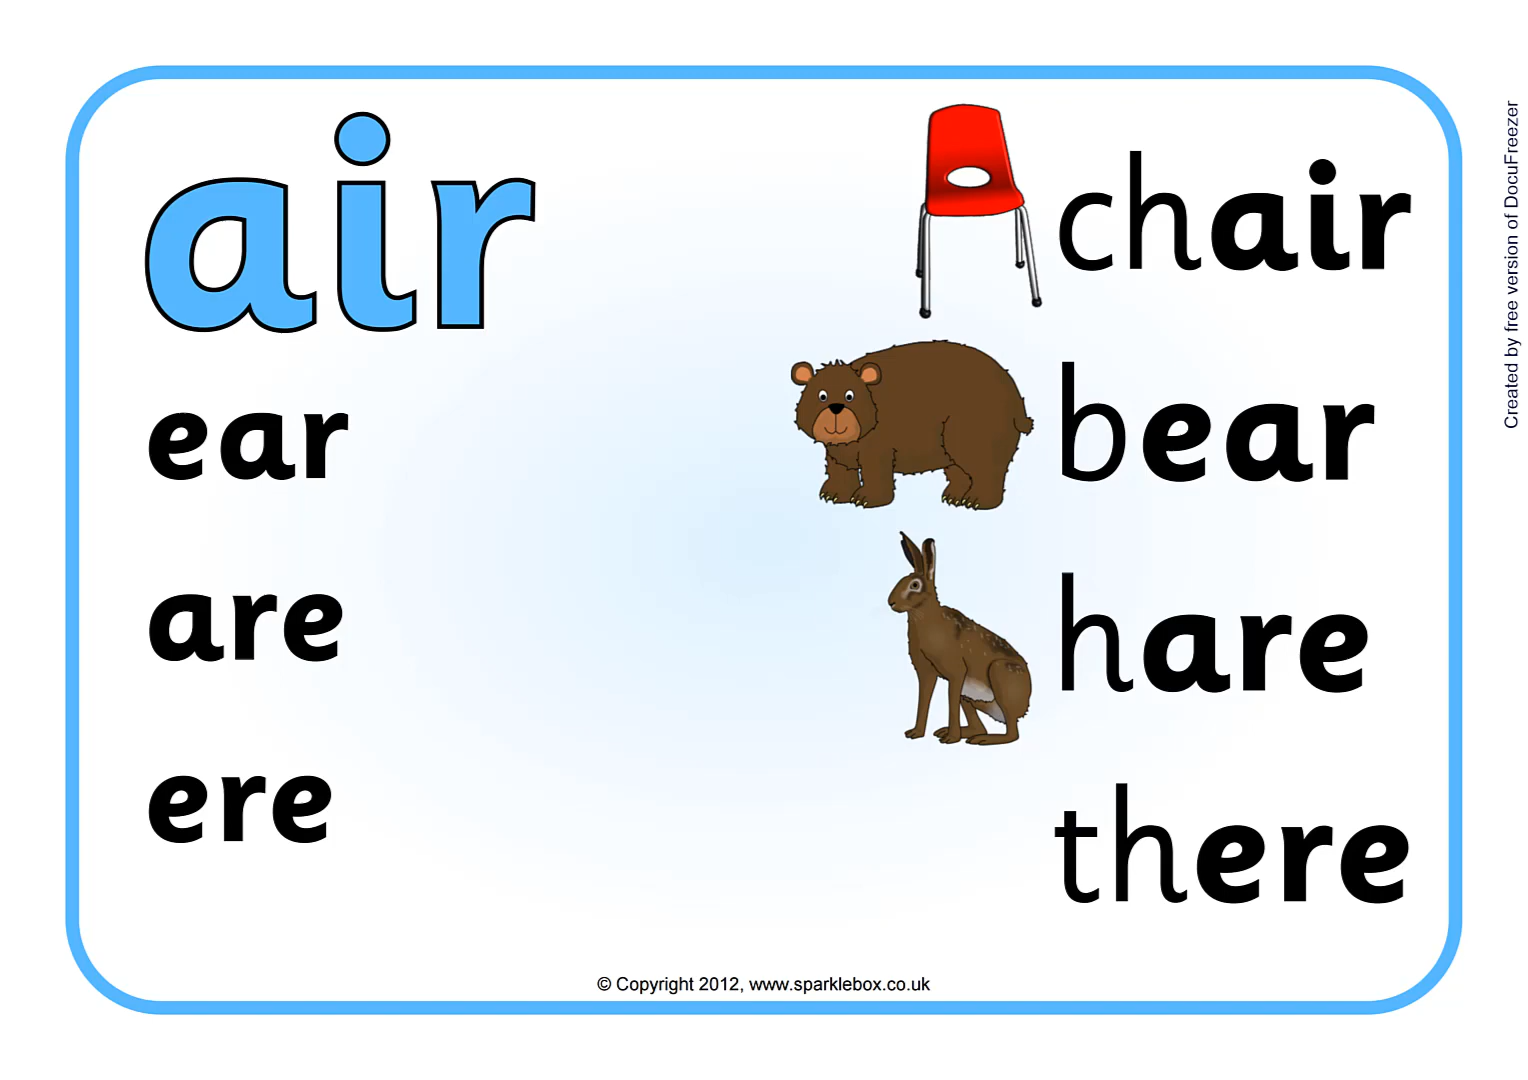 air
ear
are
ere
chair
bear
hare
there
© Copyright 2012, www.sparklebox.co.uk
Created by free version of DocuFreezer